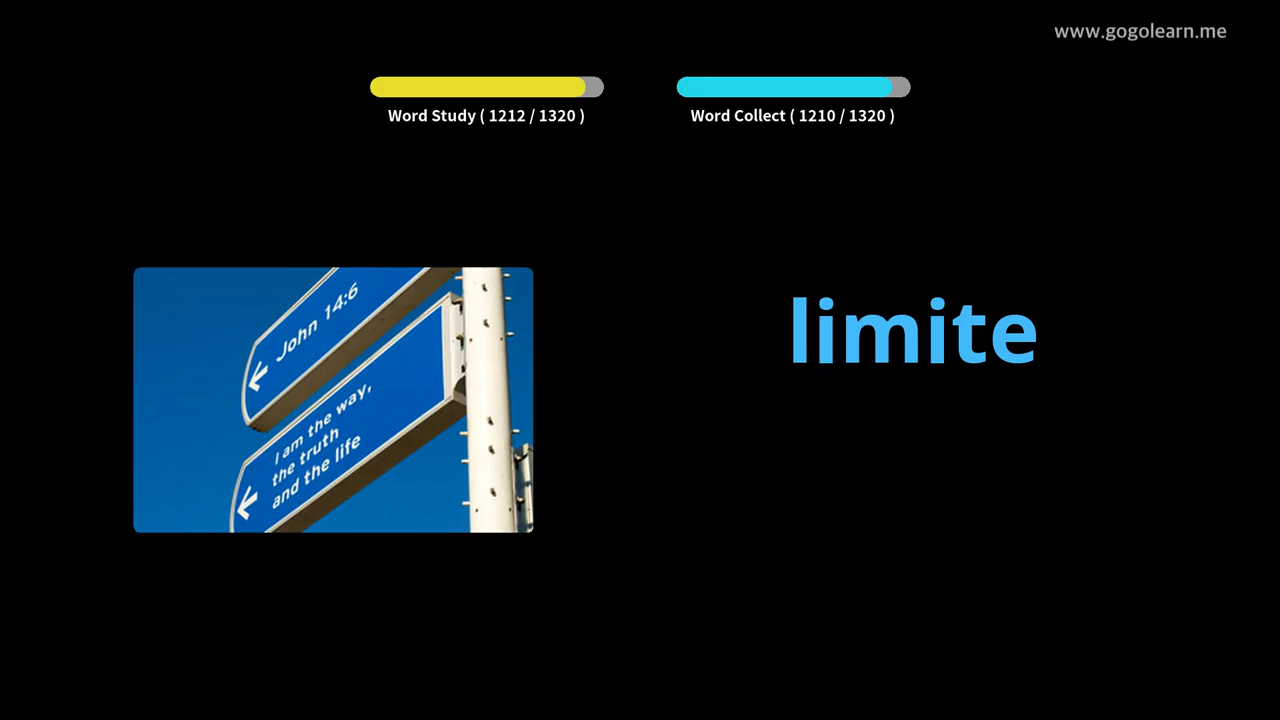 www.gogolearn.me
Word Study ( 1212 / 1320 )
Word Collect ( 1210 / 1320 )
John 14:6
I am the way,
the truth
and the life
limite